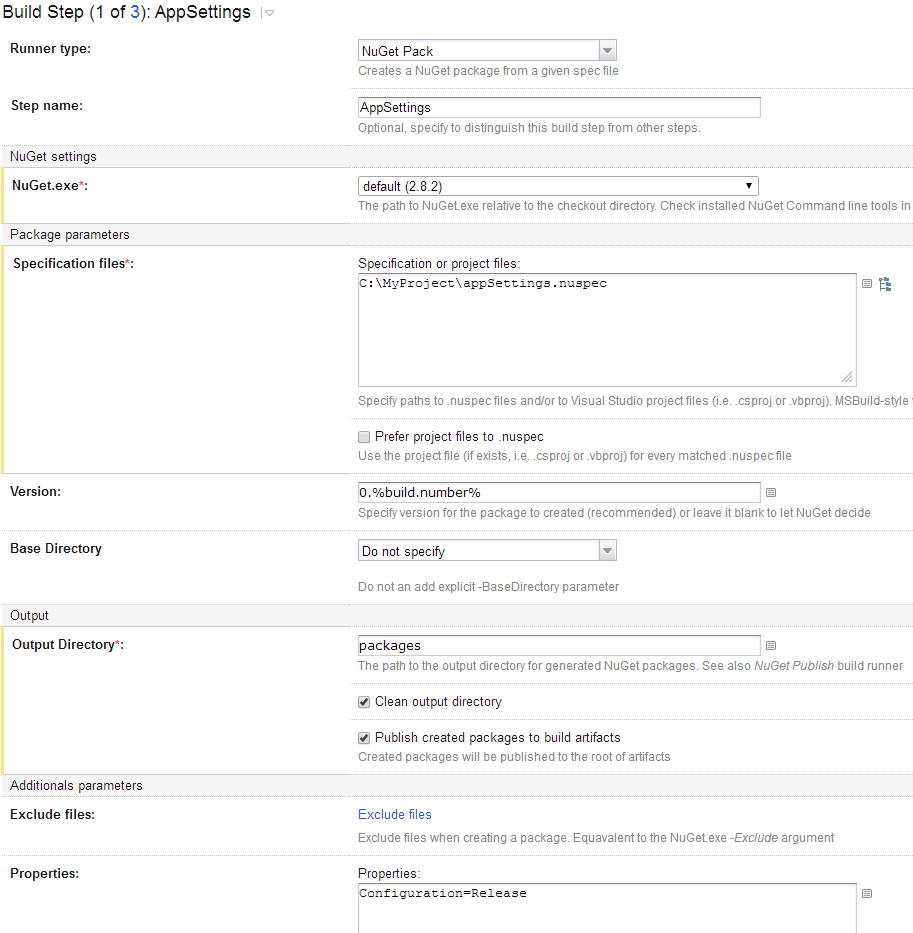 Build Step (1 of 3): AppSettings
Runner type:
NuGet Pack
Creates a NuGet package from a given spec file
Step name:
AppSettings
Optional, specify to distinguish this build step from other steps.
NuGet settings
NuGet.exe*:
default (2.8.2)
The path to NuGet.exe relative to the checkout directory. Check installed NuGet Command line tools in
Package parameters
Specification files*:
Specification or project files:
C:\MyProject\appSettings.nuspec
Specify paths to .nuspec files and/or to Visual Studio project files (i.e. .csproj or .vbproj). MSBuild-style
Prefer project files to .nuspec
Use the project file (if exists, i.e. .csproj or .vbproj) for every matched .nuspec file
Version:
0.%build.number%
Specify version for the package to created (recommended) or leave it blank to let NuGet decide
Base Directory
Do not specify
Do not an add explicit -BaseDirectory parameter
Output
Output Directory*:
packages
The path to the output directory for generated NuGet packages. See also NuGet Publish build runner
Clean output directory
Publish created packages to build artifacts
Created packages will be published to the root of artifacts
Additionals parameters
Exclude files:
Exclude files
Exclude files when creating a package. Equavalent to the NuGet.exe -Exclude argument
Properties:
Properties:
Configuration=Release